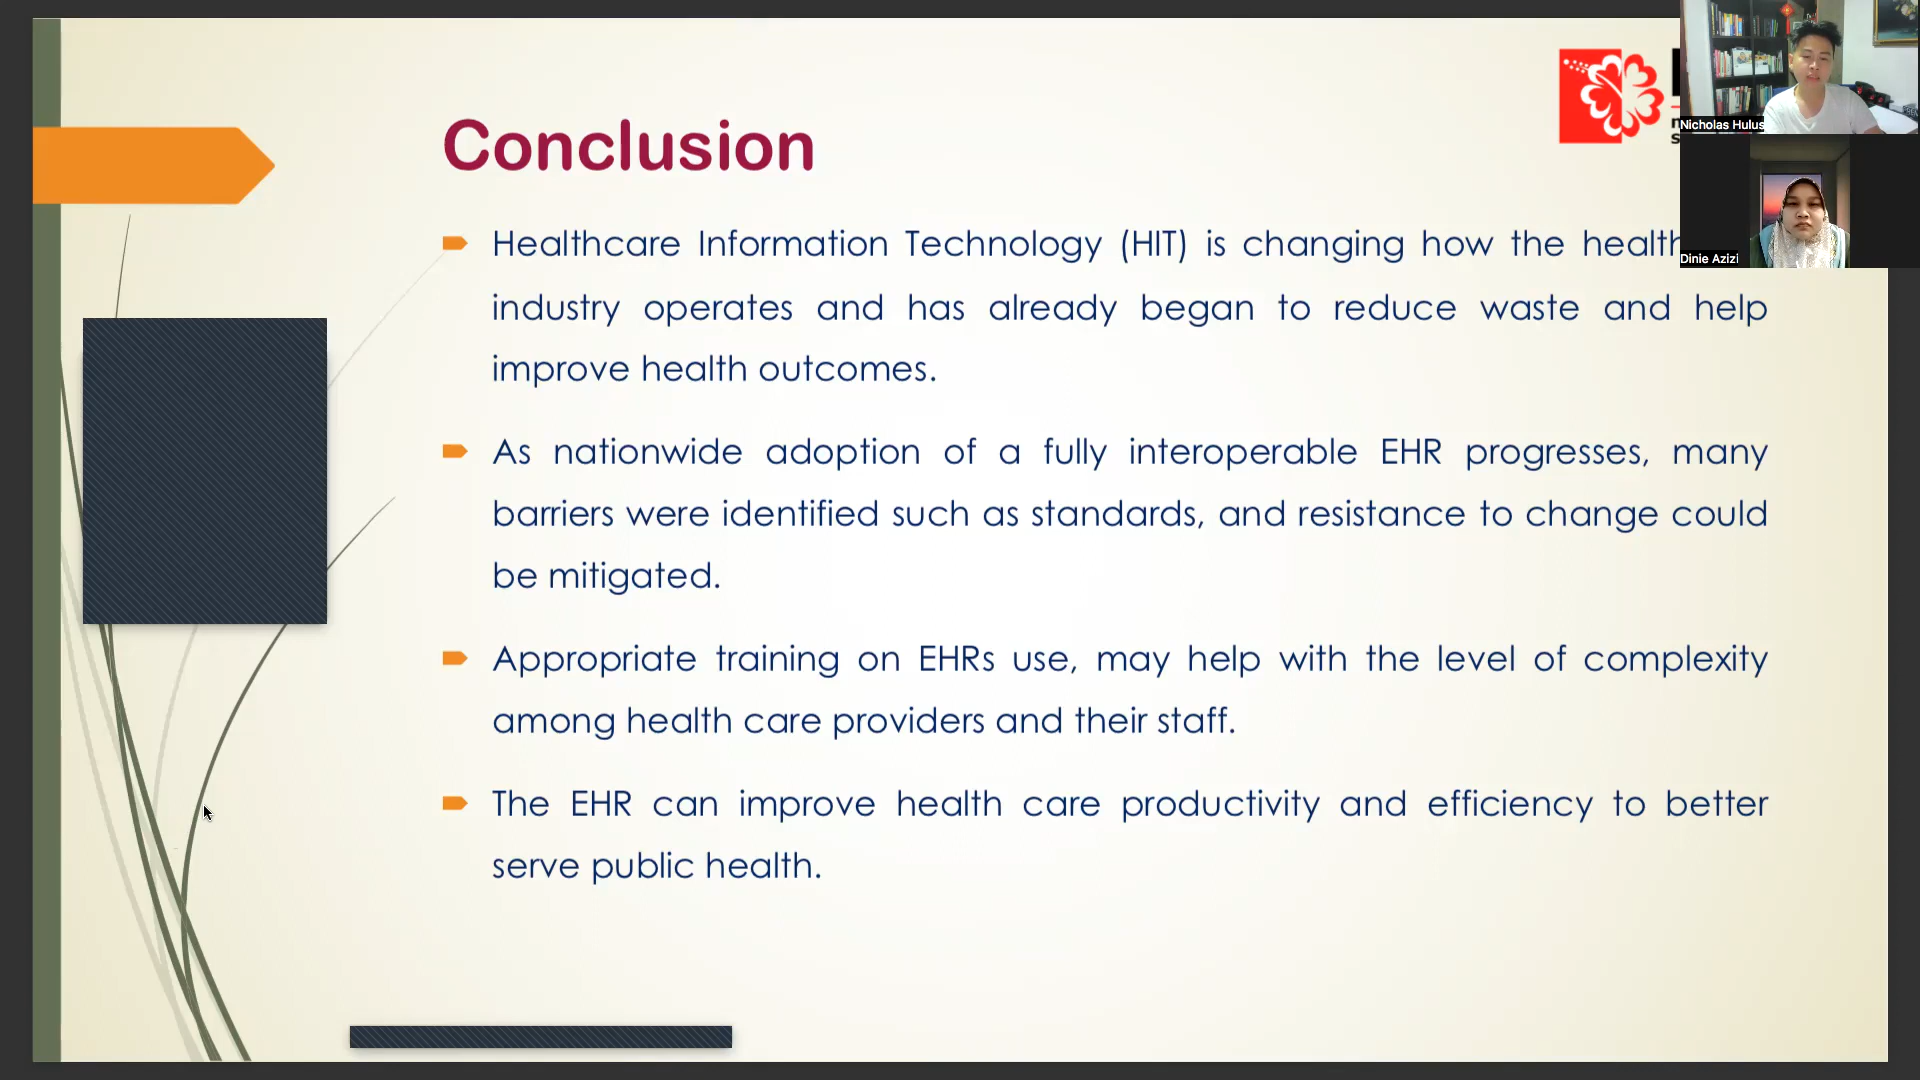 Conclusion
Nicholas Hulus
Healthcare Information Technology (HIT) is changing how the health
Dinie Azizi
industry operates and has already began to reduce waste and help
improve health outcomes.
As nationwide adoption of a fully interoperable EHR progresses, many
barriers were identified such as standards, and resistance to change could
be mitigated.
Appropriate training on EHRs use, may help with the level of complexity
among health care providers and their staff.
The EHR can improve health care productivity and efficiency to better
serve public health.